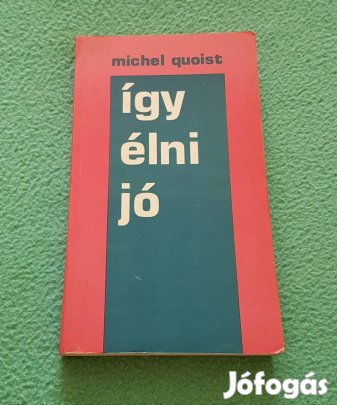 michel quoist
így
élni
jó
Jófogás